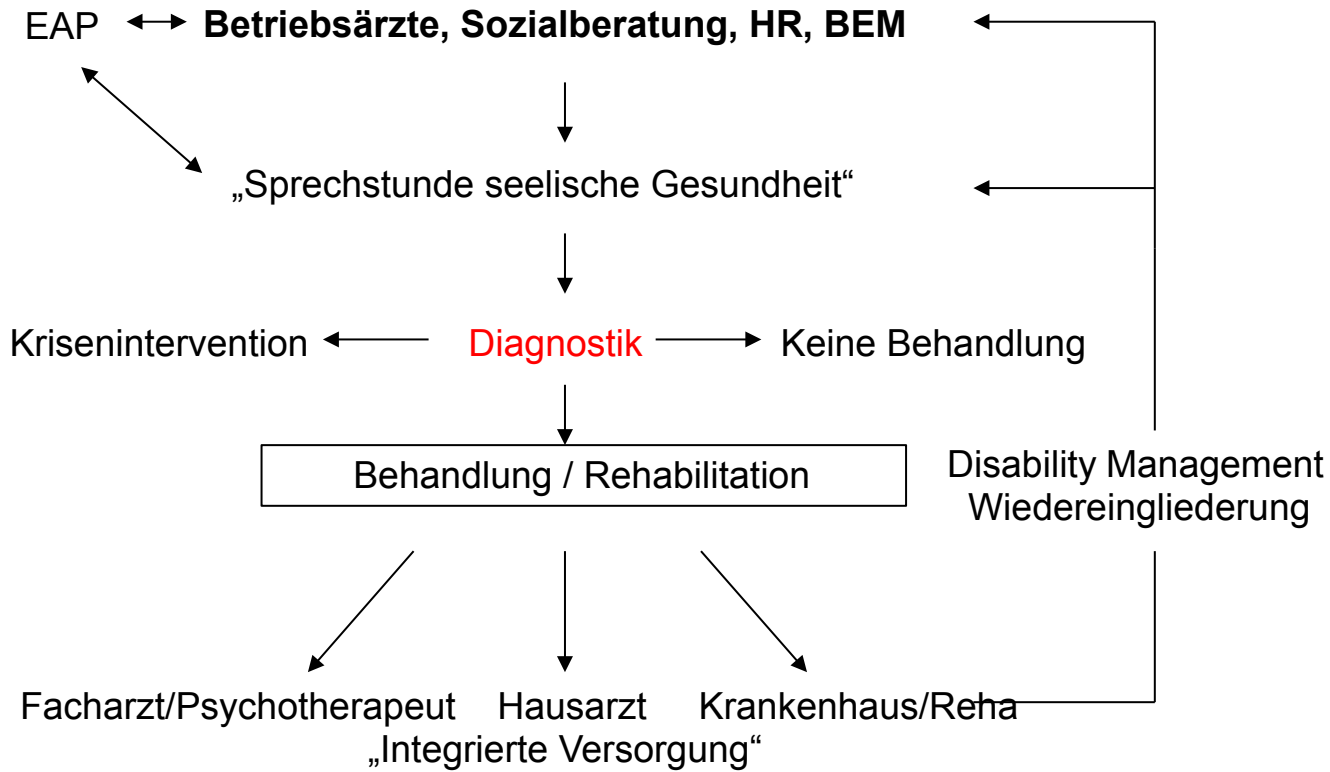 EAP Betriebsärzte, Sozialberatung, HR, BEM
„Sprechstunde seelische Gesundheit“
Krisenintervention Diagnostik Keine Behandlung
Behandlung / Rehabilitation
Disability Management
Wiedereingliederung
Facharzt/Psychotherapeut Hausarzt Krankenhaus/Reha
„Integrierte Versorgung“